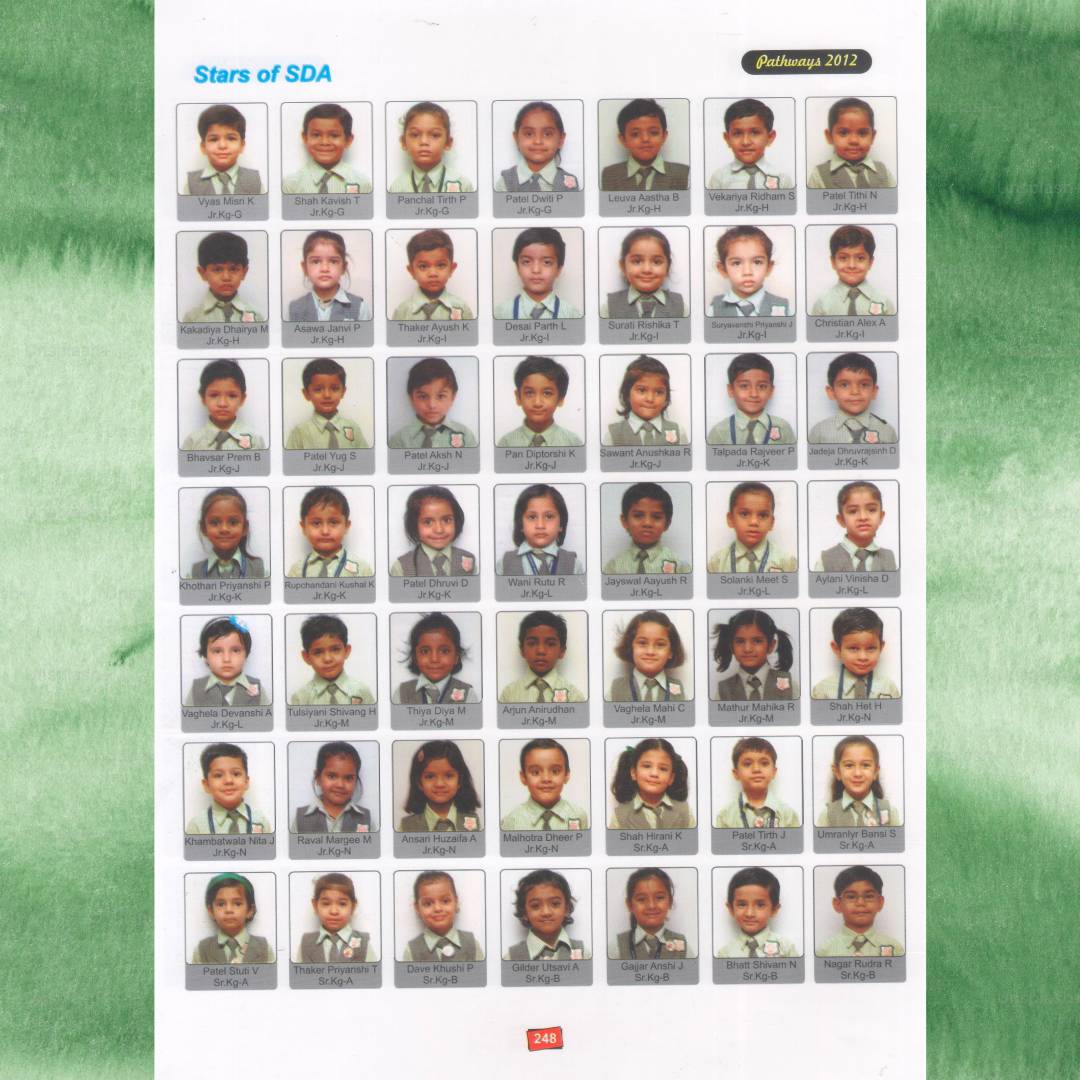 Stars of SDA
Pathways 2012
Vyas Misri K
Jr.Kg-G
Shah Kavish T
Jr.Kg-G
Panchal Tirth P
Jr.Kg-G
Patel Dwiti P
Jr.Kg-G
Leuva Aastha B
Jr.Kg-H
Vekariya Ridham S
Jr.Kg-H
Patel Tithi N
Jr.Kg-H
Kakadiya Dhairya M
Jr.Kg-H
Asawa Janvi P
Jr.Kg-H
Thaker Ayush K
Jr.Kg-I
Desai Parth L
Jr.Kg-I
Surati Rishika T
Jr.Kg-I
Suryavanshi Priyanshi J
Jr.Kg-I
Christian Alex A
Jr.Kg-I
Bhavsar Prem B
Jr.Kg-J
Patel Yug S
Jr.Kg-J
Patel Aksh N
Jr.Kg-J
Pan Diptorshi K
Jr.Kg-J
Sawant Anushkaa R
Jr.Kg-J
Talpada Rajveer P
Jr.Kg-K
Jadeja Dhruvrajsinh D
Jr.Kg-K
Khothari Priyanshi P
Jr.Kg-K
Rupchandani Kushal K
Jr.Kg-K
Patel Dhruvi D
Jr.Kg-K
Wani Rutu R
Jr.Kg-L
Jayswal Aayush R
Jr.Kg-L
Solanki Meet S
Jr.Kg-L
Aylani Vinisha D
Jr.Kg-L
Vaghela Devanshi A
Jr.Kg-L
Tulsiyani Shivang H
Jr.Kg-M
Thiya Diya M
Jr.Kg-M
Arjun Anirudhan
Jr.Kg-M
Vaghela Mahi C
Jr.Kg-M
Mathur Mahika R
Jr.Kg-M
Shah Het H
Jr.Kg-N
Khambatwala Nita J
Jr.Kg-N
Raval Margee M
Jr.Kg-N
Ansari Huzaifa A
Jr.Kg-N
Malhotra Dheer P
Jr.Kg-N
Shah Hirani K
Sr.Kg-A
Patel Tirth J
Sr.Kg-A
Umraniyr Bansi S
Sr.Kg-A
Patel Stuti V
Sr.Kg-A
Thaker Priyanshi T
Sr.Kg-A
Dave Khushi P
Sr.Kg-B
Gilder Utsavi A
Sr.Kg-B
Gajjar Anshi J
Sr.Kg-B
Bhatt Shivam N
Sr.Kg-B
Nagar Rudra R
Sr.Kg-B
248